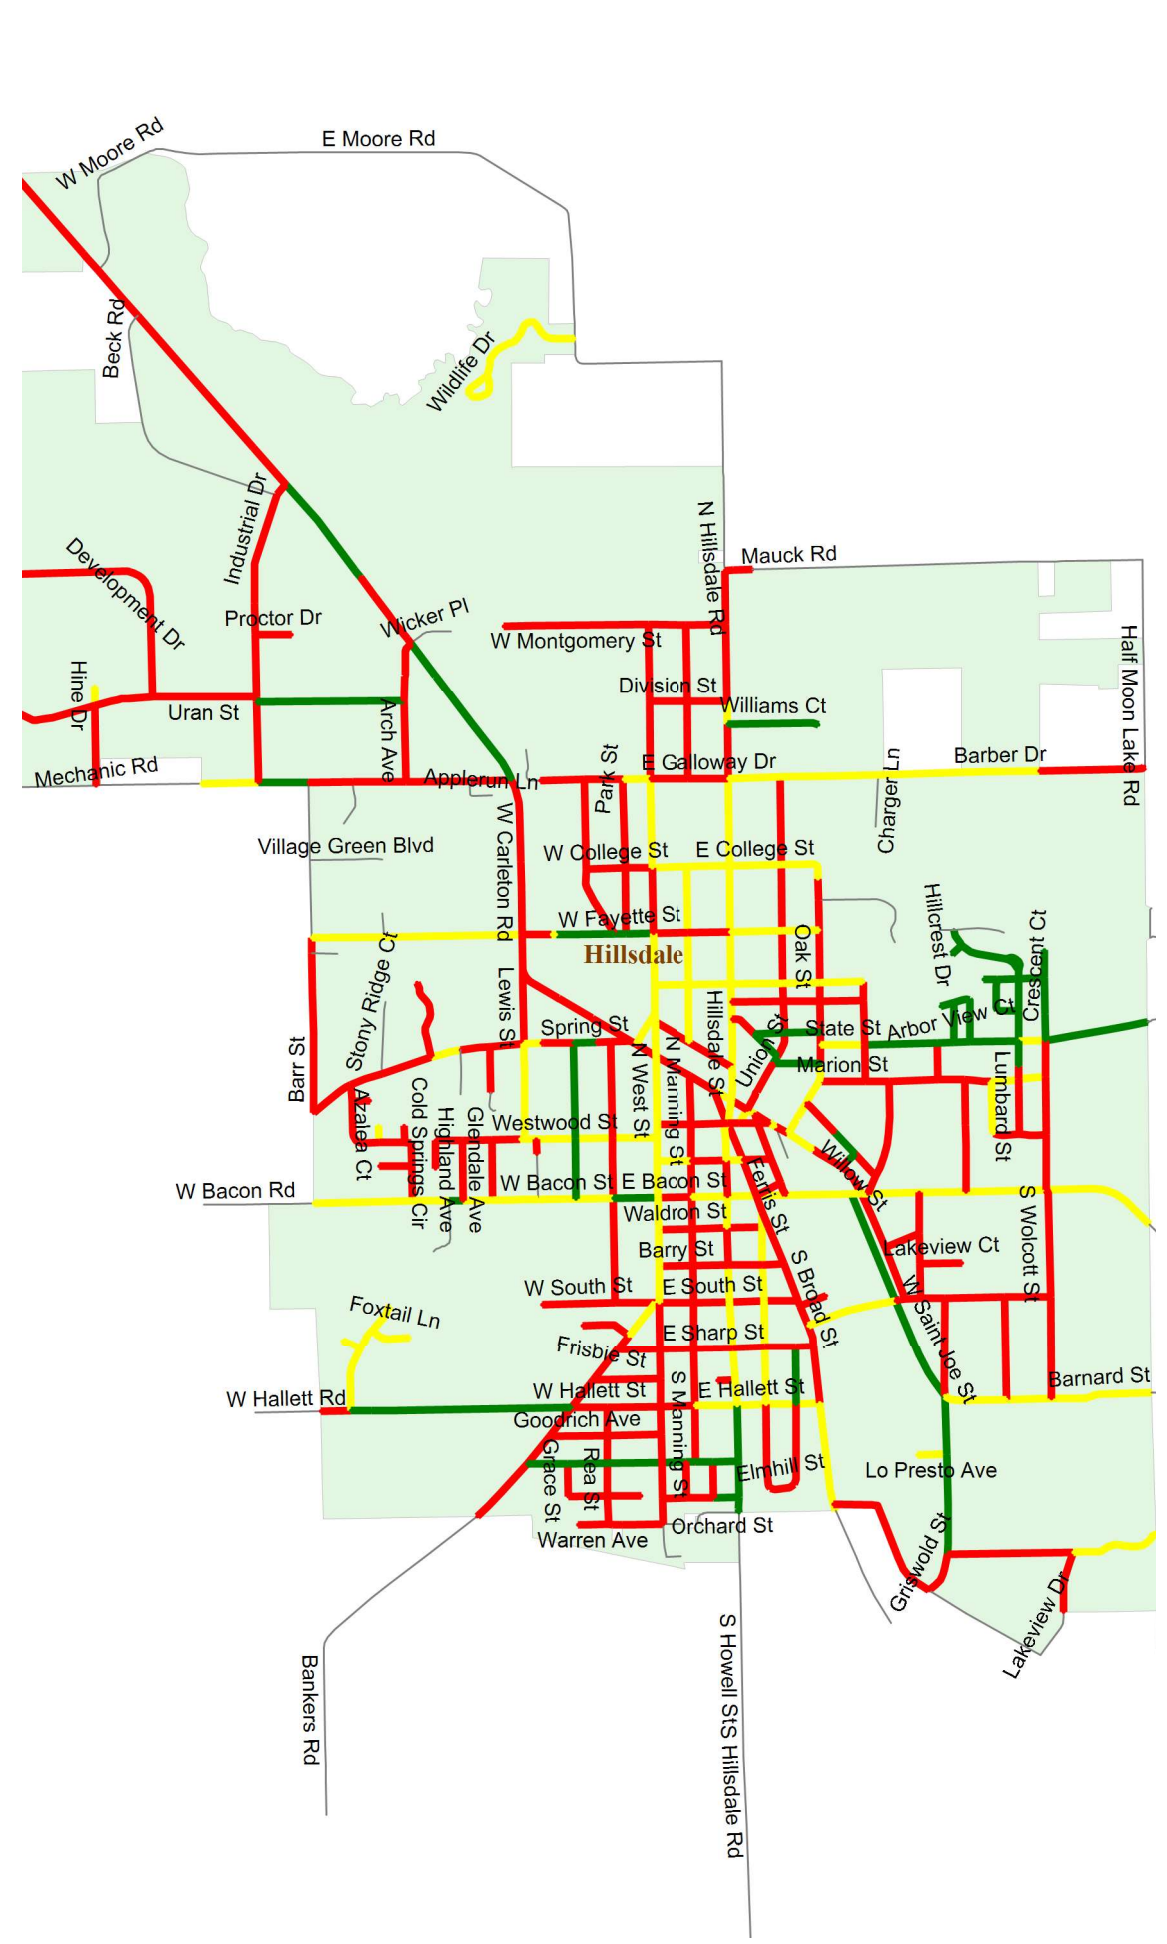 W Moore Rd
E Moore Rd
Beck Rd
Wildlife Dr
Industrial Dr
N Hillsdale Rd
Mauck Rd
Development Dr
Proctor Dr
Wicker Pl
W Montgomery St
Half Moon Lake Rd
Hine Dr
Division St
Williams Ct
Uran St
Arch Ave
Mechanic Rd
Applerun Ln
Park St
E Galloway Dr
Charger Ln
Barber Dr
Village Green Blvd
W Carleton Rd
W College St
E College St
W Fayette St
Hillsdale
Oak St
Hillcrest Dr
Crescent Ct
Stony Ridge Ct
Lewis St
Spring St
Hillsdale St
Union St
State St
Arbor View Ct
Barr St
Azalea Ct
Cold Springs Cir
Highland Ave
Glendale Ave
Westwood St
N West St
N Manning St
Marion St
Lumbard St
Willow St
W Bacon Rd
W Bacon St
E Bacon St
Ferris St
Waldron St
Barry St
Lakeview Ct
S Wolcott St
W South St
E South St
S Broad St
W Saint Joe St
Foxtail Ln
Frisbie St
E Sharp St
W Hallett Rd
W Hallett St
S Manning St
E Hallett St
Barnard St
Goodrich Ave
Grace St
Rea St
Elmhill St
Lo Presto Ave
Warren Ave
Orchard St
Griswold St
Lakeview Dr
Bankers Rd
S Howell St
S Hillsdale Rd